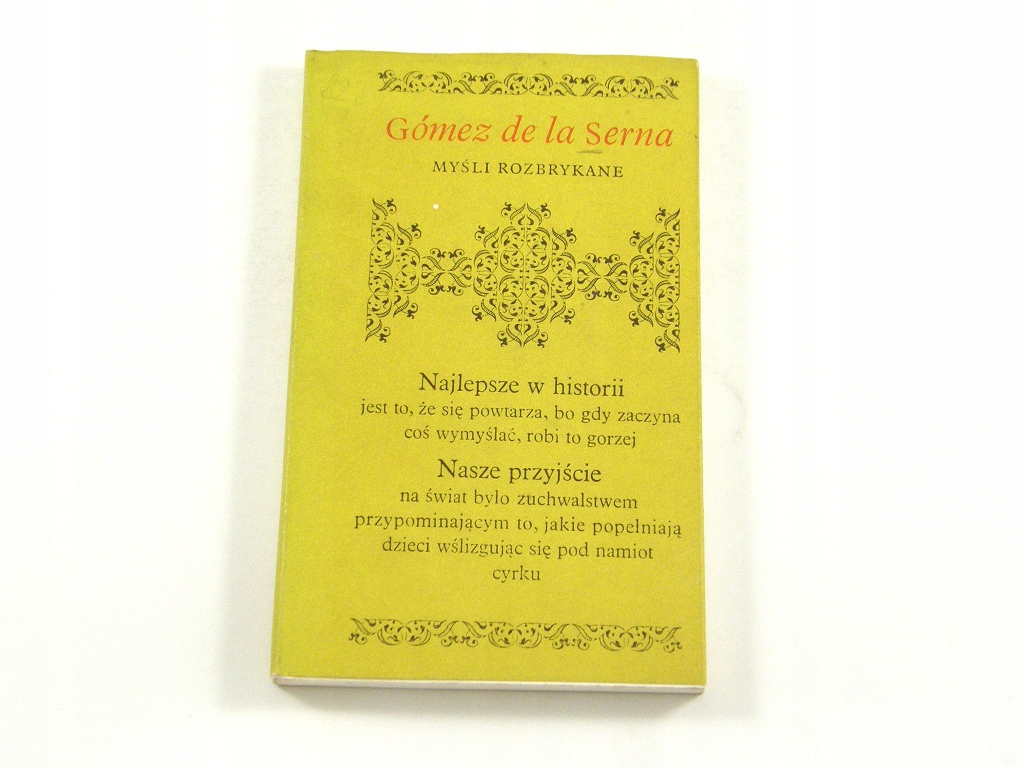 Gómez de la Serna
MYŚLI ROZBRYKANE
Najlepsze w historii
jest to, że się powtarza, bo gdy zaczyna
coś wymyślać, robi to gorzej
Nasze przyjście
na świat było zuchwalstwem
przypominającym to, jakie popełniają
dzieci wślizgując się pod namiot
cyrku